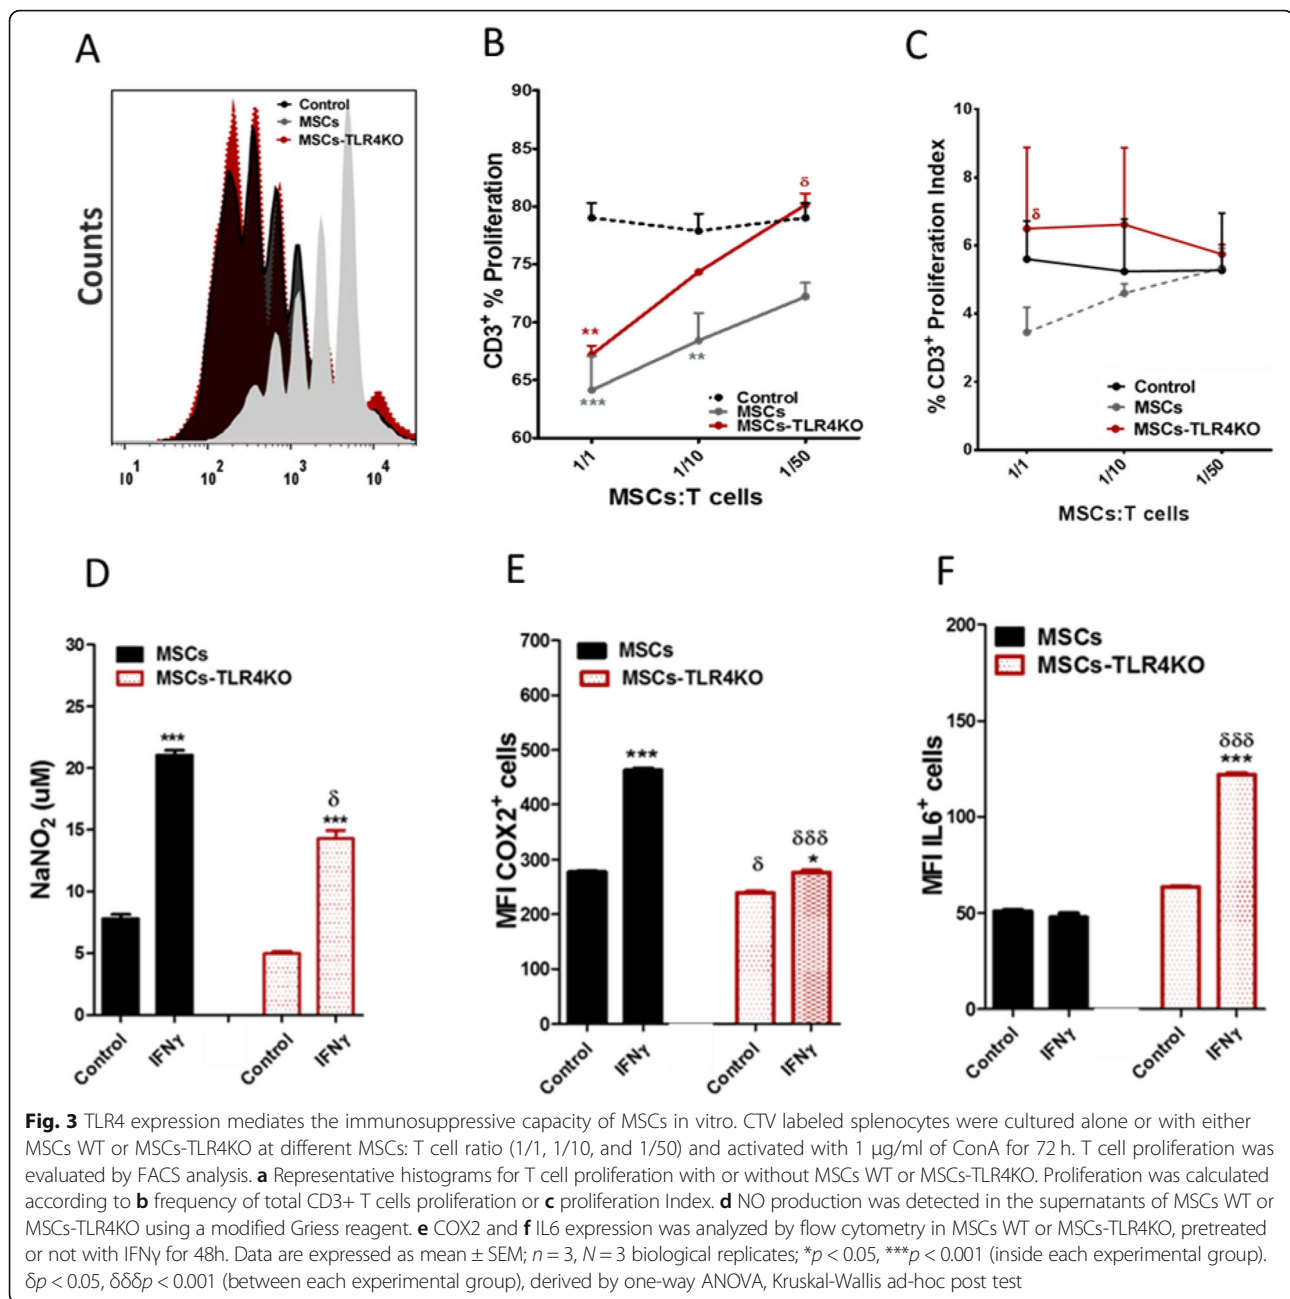 A
Control
MSCs
MSCs-TLR4KO
Counts
10^1
10^2
10^3
10^4
B
CD3+ % Proliferation
90
85
80
75
70
65
60
δ
**
**
***
Control
MSCs
MSCs-TLR4KO
1/1
1/10
1/50
MSCs:T cells
C
% CD3+ Proliferation Index
10
8
6
4
2
0
δ
Control
MSCs
MSCs-TLR4KO
1/1
1/10
1/50
MSCs:T cells
D
MSCs
MSCs-TLR4KO
NaNO2 (uM)
30
25
20
15
10
5
0
***
δ
***
Control
IFNγ
Control
IFNγ
E
MSCs
MSCs-TLR4KO
MFI COX2+ cells
700
600
500
400
300
200
100
0
***
δ
δδδ
*
Control
IFNγ
Control
IFNγ
F
MSCs
MSCs-TLR4KO
MFI IL6+ cells
200
150
100
50
0
δδδ
***
Control
IFNγ
Control
IFNγ
Fig. 3 TLR4 expression mediates the immunosuppressive capacity of MSCs in vitro. CTV labeled splenocytes were cultured alone or with either
MSCs WT or MSCs-TLR4KO at different MSCs: T cell ratio (1/1, 1/10, and 1/50) and activated with 1 μg/ml of ConA for 72 h. T cell proliferation was
evaluated by FACS analysis. a Representative histograms for T cell proliferation with or without MSCs WT or MSCs-TLR4KO. Proliferation was calculated
according to b frequency of total CD3+ T cells proliferation or c proliferation Index. d NO production was detected in the supernatants of MSCs WT or
MSCs-TLR4KO using a modified Griess reagent. e COX2 and f IL6 expression was analyzed by flow cytometry in MSCs WT or MSCs-TLR4KO, pretreated
or not with IFNγ for 48h. Data are expressed as mean ± SEM; n = 3, N = 3 biological replicates; *p < 0.05, ***p < 0.001 (inside each experimental group).
δp < 0.05, δδδp < 0.001 (between each experimental group), derived by one-way ANOVA, Kruskal-Wallis ad-hoc post test